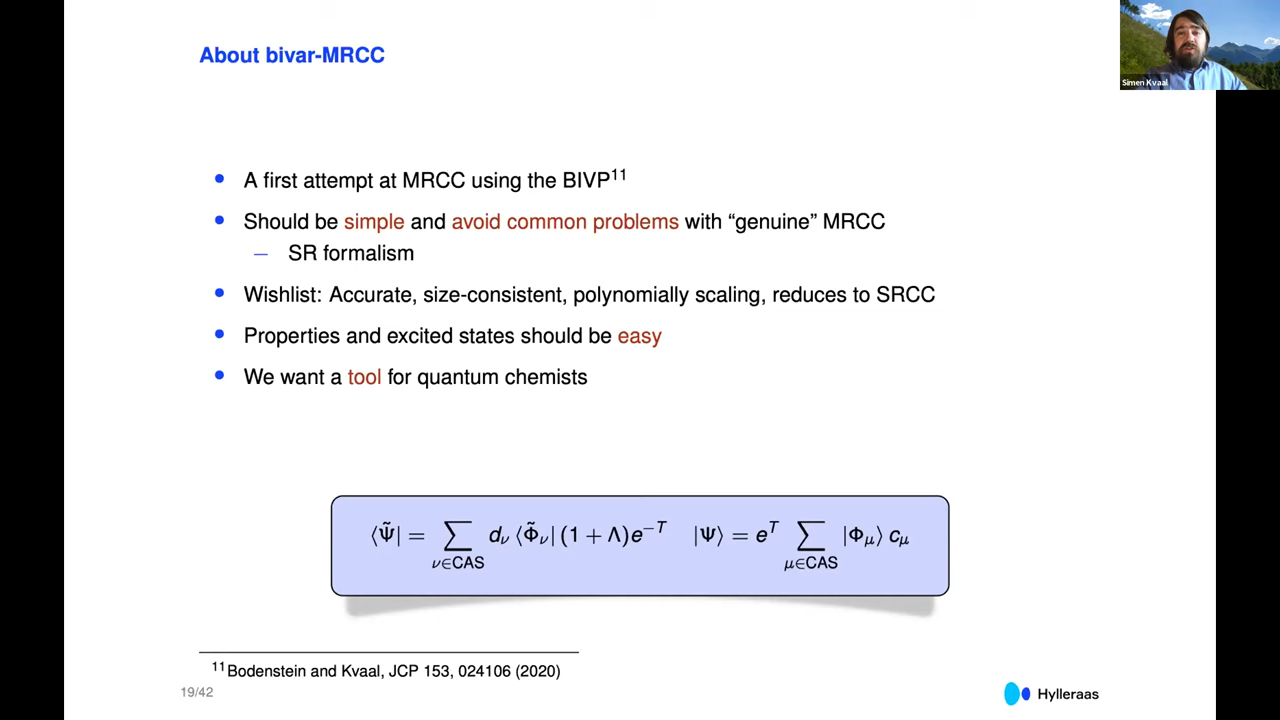 About bivar-MRCC
Simen Kvaal
• A first attempt at MRCC using the BIVP¹¹
• Should be simple and avoid common problems with “genuine” MRCC
– SR formalism
• Wishlist: Accurate, size-consistent, polynomially scaling, reduces to SRCC
• Properties and excited states should be easy
• We want a tool for quantum chemists
⟨Ψ̃| = ∑_{ν∈CAS} d_ν ⟨Φ̃_ν| (1 + Λ)e^{−T} |Ψ⟩ = e^T ∑_{μ∈CAS} |Φ_μ⟩ c_μ
¹¹Bodenstein and Kvaal, JCP 153, 024106 (2020)
19/42
Hylleraas